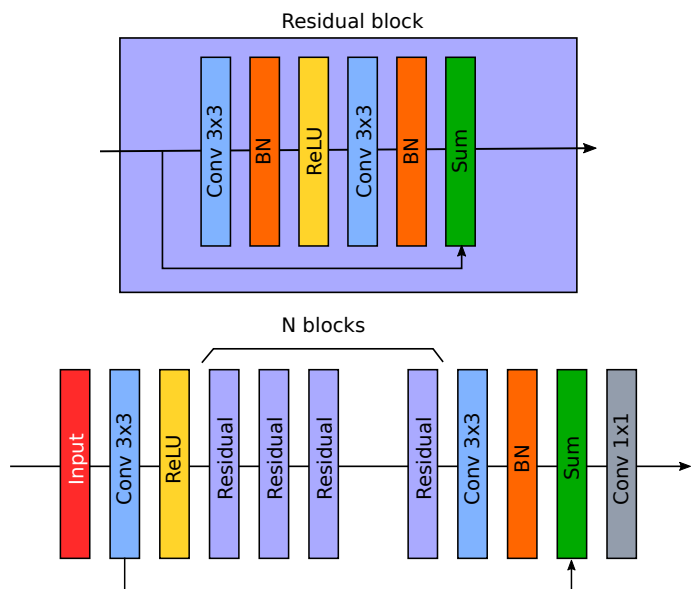 Residual block
Conv 3x3
BN
ReLU
Conv 3x3
BN
Sum
N blocks
Input
Conv 3x3
ReLU
Residual
Residual
Residual
Residual
Conv 3x3
BN
Sum
Conv 1x1